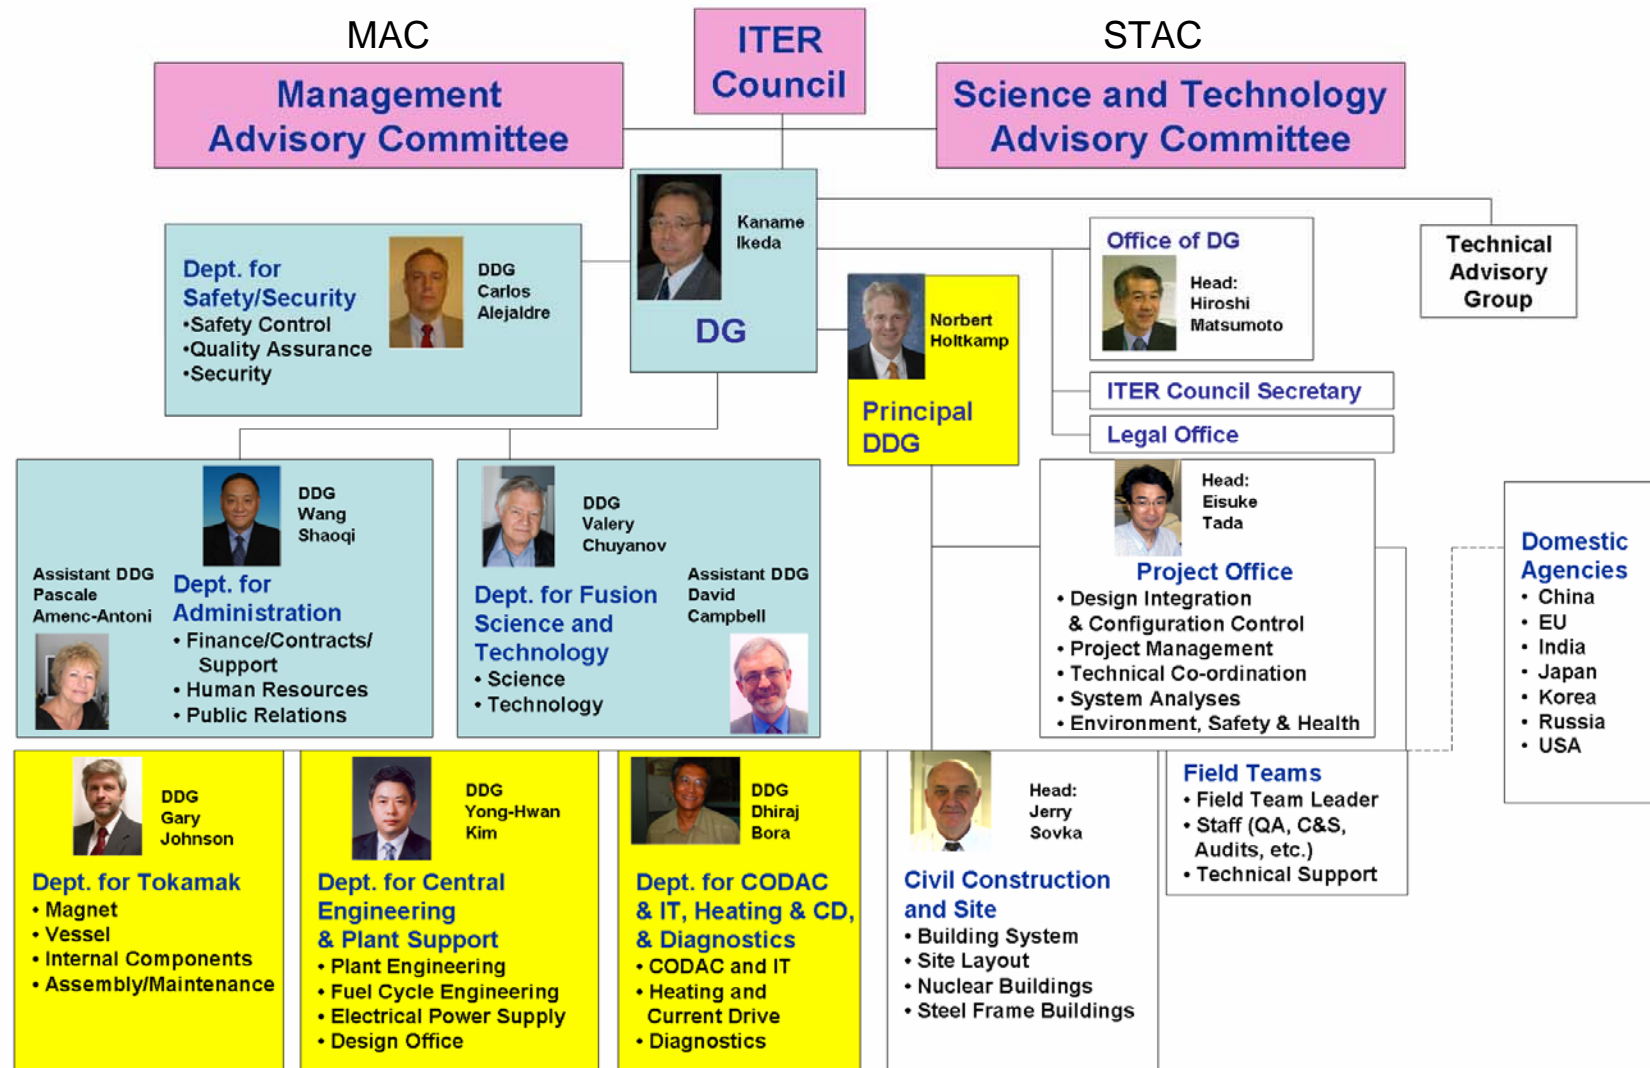 MAC
STAC
ITER
Council
Management
Advisory Committee
Science and Technology
Advisory Committee
Kaname
Ikeda
DG
Dept. for
Safety/Security
•Safety Control
•Quality Assurance
•Security
DDG
Carlos
Alejaldre
Norbert
Holtkamp
Principal
DDG
Office of DG
Head:
Hiroshi
Matsumoto
ITER Council Secretary
Legal Office
Technical
Advisory
Group
DDG
Wang
Shaoqi
Assistant DDG
Pascale
Amenc-Antoni
Dept. for
Administration
• Finance/Contracts/
Support
• Human Resources
• Public Relations
DDG
Valery
Chuyanov
Dept. for Fusion
Science and
Technology
• Science
• Technology
Assistant DDG
David
Campbell
Head:
Eisuke
Tada
Project Office
• Design Integration
& Configuration Control
• Project Management
• Technical Co-ordination
• System Analyses
• Environment, Safety & Health
Domestic
Agencies
• China
• EU
• India
• Japan
• Korea
• Russia
• USA
DDG
Gary
Johnson
Dept. for Tokamak
• Magnet
• Vessel
• Internal Components
• Assembly/Maintenance
DDG
Yong-Hwan
Kim
Dept. for Central
Engineering
& Plant Support
• Plant Engineering
• Fuel Cycle Engineering
• Electrical Power Supply
• Design Office
DDG
Dhiraj
Bora
Dept. for CODAC
& IT, Heating & CD,
& Diagnostics
• CODAC and IT
• Heating and
Current Drive
• Diagnostics
Head:
Jerry
Sovka
Civil Construction
and Site
• Building System
• Site Layout
• Nuclear Buildings
• Steel Frame Buildings
Field Teams
• Field Team Leader
• Staff (QA, C&S,
Audits, etc.)
• Technical Support